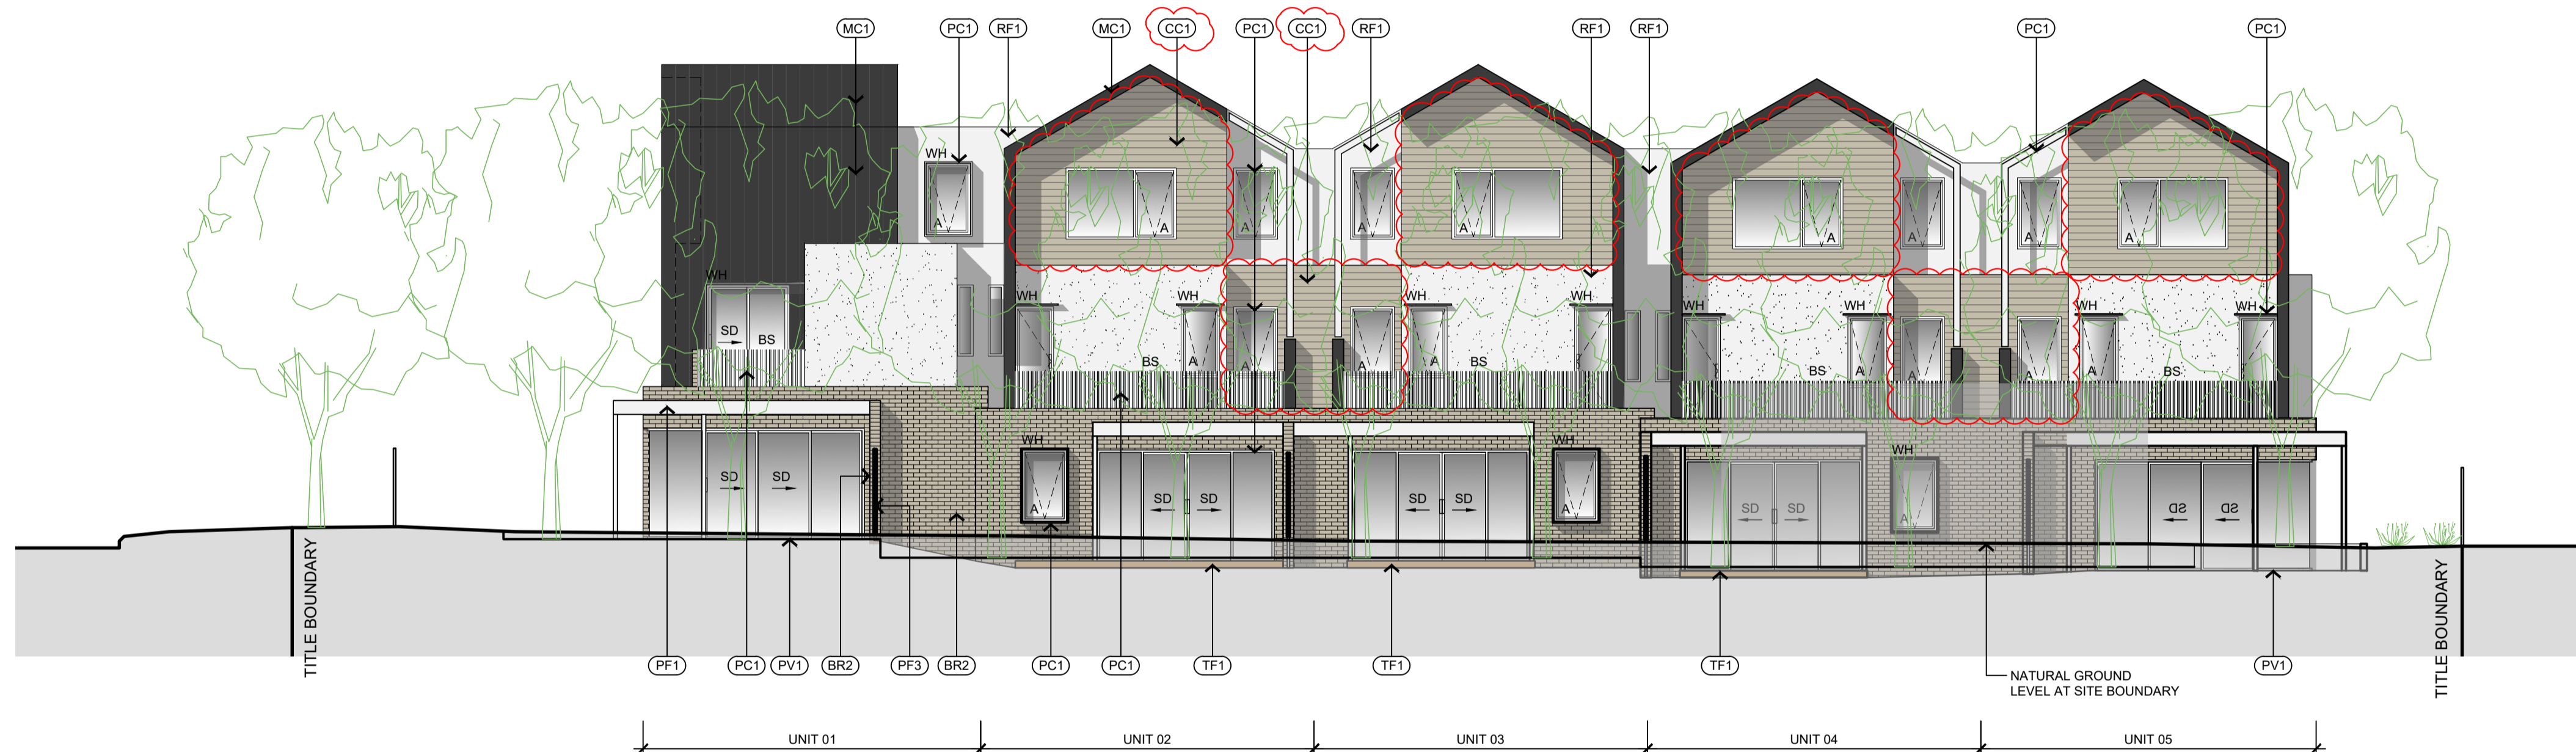 MC1 PC1 RF1 MC1 CC1 PC1 CC1 RF1 RF1 RF1 PC1 PC1
WH
A A A A A A A A
WH
WH WH WH WH WH WH WH WH
SD BS
BS A A A BS BS A A A A BS
WH WH WH
SD SD SD SD SD SD SD SD SD SD
A A A
TITLE BOUNDARY
TITLE BOUNDARY
PF1 PC1 PV1 BR2 PF3 BR2 PC1 PC1 TF1 TF1 TF1 PV1
NATURAL GROUND
LEVEL AT SITE BOUNDARY
UNIT 01 UNIT 02 UNIT 03 UNIT 04 UNIT 05